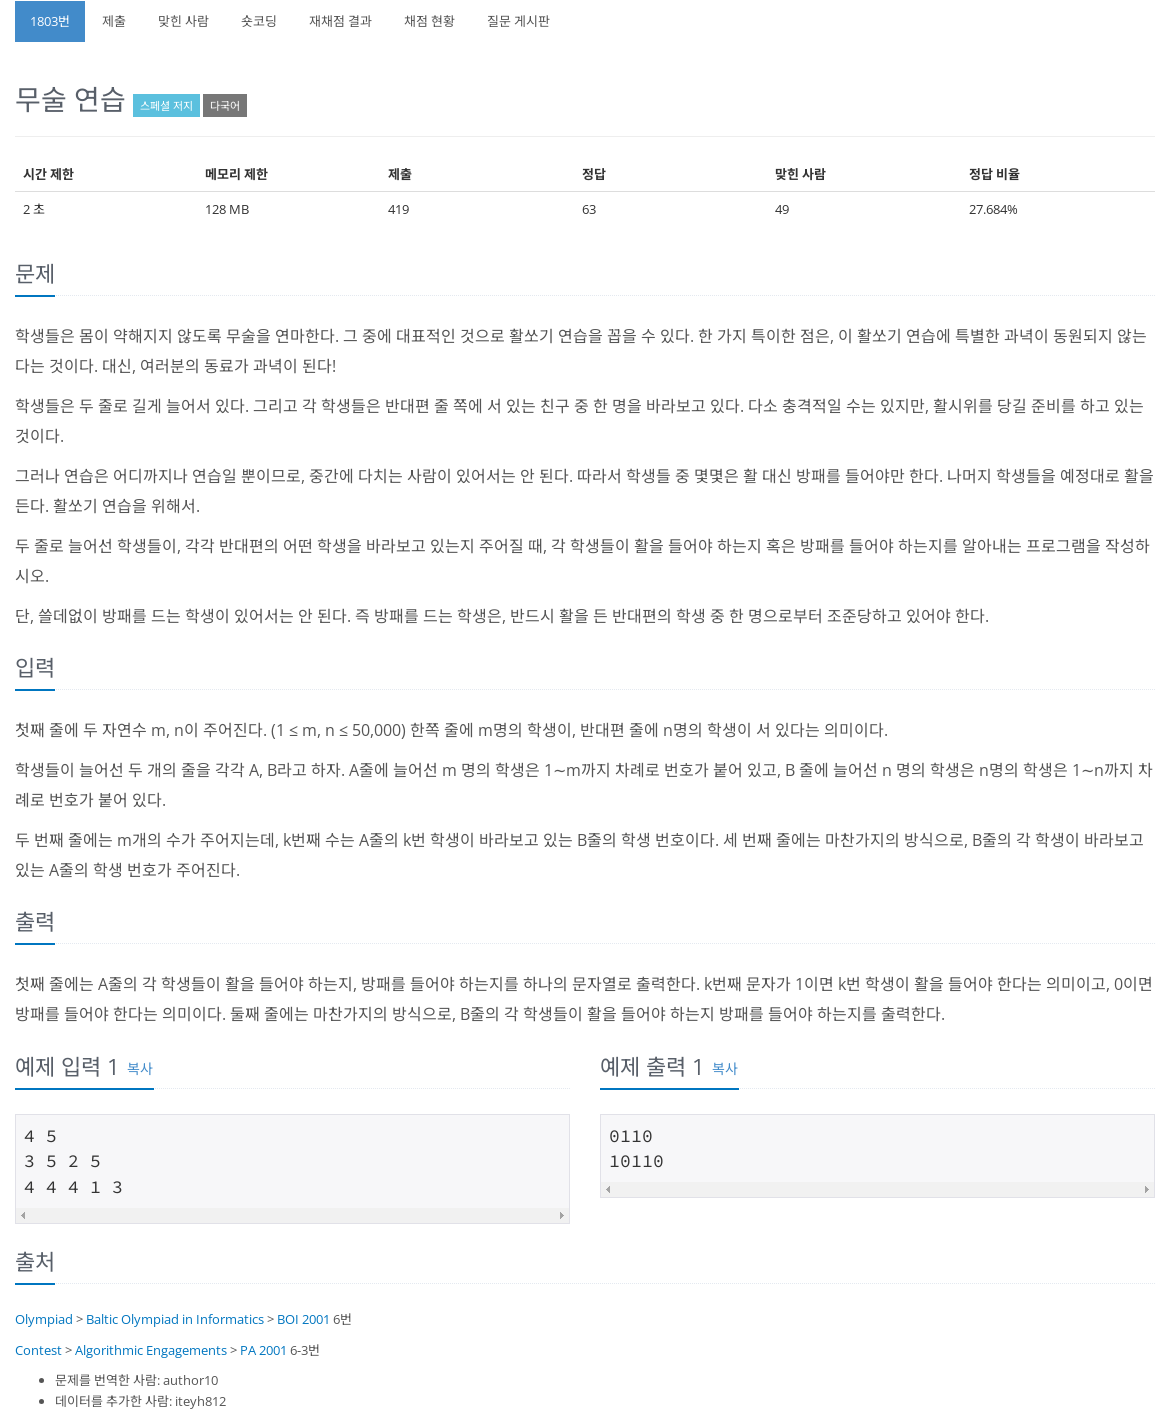 1803번 제출 맞힌 사람 숏코딩 재채점 결과 채점 현황 질문 게시판
무술 연습 스페셜 저지 다국어
시간 제한 메모리 제한 제출 정답 맞힌 사람 정답 비율
2 초 128 MB 419 63 49 27.684%
문제
학생들은 몸이 약해지지 않도록 무술을 연마한다. 그 중에 대표적인 것으로 활쏘기 연습을 꼽을 수 있다. 한 가지 특이한 점은, 이 활쏘기 연습에 특별한 과녁이 동원되지 않는
다는 것이다. 대신, 여러분의 동료가 과녁이 된다!
학생들은 두 줄로 길게 늘어서 있다. 그리고 각 학생들은 반대편 줄 쪽에 서 있는 친구 중 한 명을 바라보고 있다. 다소 충격적일 수는 있지만, 활시위를 당길 준비를 하고 있는
것이다.
그러나 연습은 어디까지나 연습일 뿐이므로, 중간에 다치는 사람이 있어서는 안 된다. 따라서 학생들 중 몇몇은 활 대신 방패를 들어야만 한다. 나머지 학생들을 예정대로 활을
든다. 활쏘기 연습을 위해서.
두 줄로 늘어선 학생들이, 각각 반대편의 어떤 학생을 바라보고 있는지 주어질 때, 각 학생들이 활을 들어야 하는지 혹은 방패를 들어야 하는지를 알아내는 프로그램을 작성하
시오.
단, 쓸데없이 방패를 드는 학생이 있어서는 안 된다. 즉 방패를 드는 학생은, 반드시 활을 든 반대편의 학생 중 한 명으로부터 조준당하고 있어야 한다.
입력
첫째 줄에 두 자연수 m, n이 주어진다. (1 ≤ m, n ≤ 50,000) 한쪽 줄에 m명의 학생이, 반대편 줄에 n명의 학생이 서 있다는 의미이다.
학생들이 늘어선 두 개의 줄을 각각 A, B라고 하자. A줄에 늘어선 m 명의 학생은 1~m까지 차례로 번호가 붙어 있고, B 줄에 늘어선 n 명의 학생은 n명의 학생은 1~n까지 차
례로 번호가 붙어 있다.
두 번째 줄에는 m개의 수가 주어지는데, k번째 수는 A줄의 k번 학생이 바라보고 있는 B줄의 학생 번호이다. 세 번째 줄에는 마찬가지의 방식으로, B줄의 각 학생이 바라보고
있는 A줄의 학생 번호가 주어진다.
출력
첫째 줄에는 A줄의 각 학생들이 활을 들어야 하는지, 방패를 들어야 하는지를 하나의 문자열로 출력한다. k번째 문자가 1이면 k번 학생이 활을 들어야 한다는 의미이고, 0이면
방패를 들어야 한다는 의미이다. 둘째 줄에는 마찬가지의 방식으로, B줄의 각 학생들이 활을 들어야 하는지 방패를 들어야 하는지를 출력한다.
예제 입력 1 복사
4 5
3 5 2 5
4 4 4 1 3
예제 출력 1 복사
0110
10110
출처
Olympiad > Baltic Olympiad in Informatics > BOI 2001 6번
Contest > Algorithmic Engagements > PA 2001 6-3번
문제를 번역한 사람: author10
데이터를 추가한 사람: iteyh812